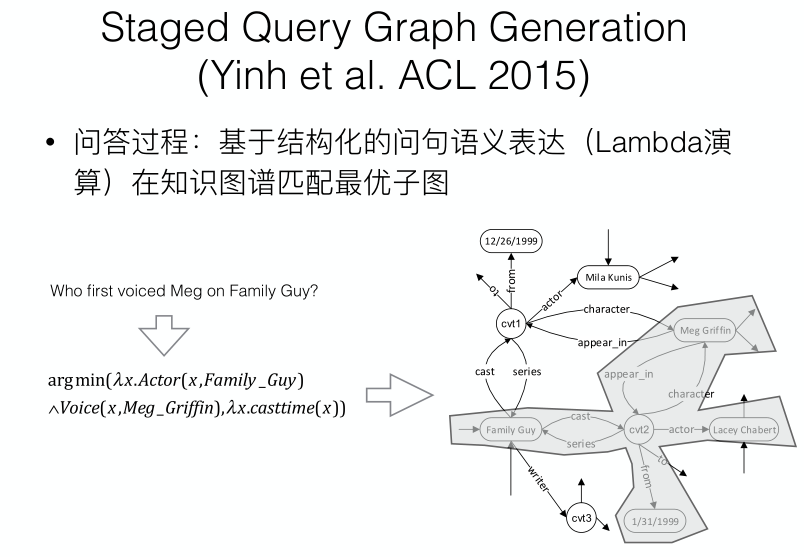 Staged Query Graph Generation
(Yinh et al. ACL 2015)
• 问答过程：基于结构化的问句语义表达（Lambda演
算）在知识图谱匹配最优子图
Who first voiced Meg on Family Guy?
arg min(λx.Actor(x,Family_Guy)
∧Voice(x,Meg_Griffin),λx.casttime(x))
12/26/1999
Mila Kunis
to
from
actor
character
cvt1
Meg Griffin
appear_in
cast
series
appear_in
character
cast
Family Guy
cvt2
actor
Lacey Chabert
series
to
from
writer
cvt3
1/31/1999